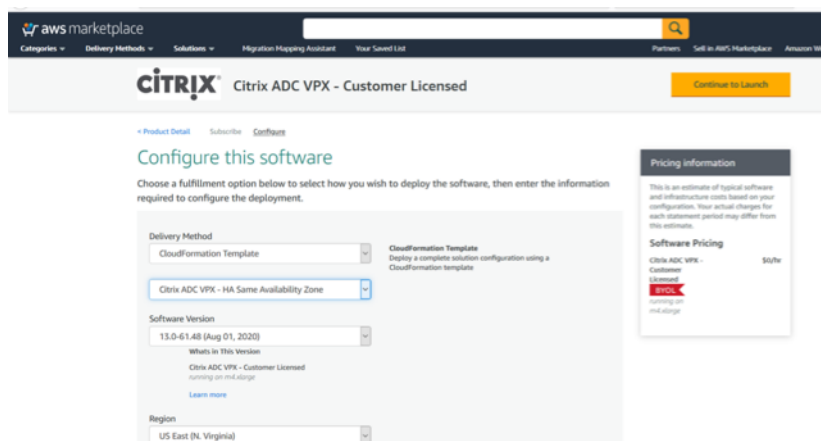 aws marketplace
Categories Delivery Methods Solutions Migration Mapping Assistant Your Saved List Partners Sell in AWS Marketplace Amazon W
CİTRIX Citrix ADC VPX - Customer Licensed Continue to Launch
< Product Detail Subscribe Configure
Configure this software
Choose a fulfillment option below to select how you wish to deploy the software, then enter the information
required to configure the deployment.
Delivery Method
CloudFormation Template
CloudFormation Template
Deploy a complete solution configuration using a
CloudFormation template
Citrix ADC VPX - HA Same Availability Zone
Software Version
13.0-61.48 (Aug 01, 2020)
Whats in This Version
Citrix ADC VPX - Customer Licensed
running on m4.xlarge
Learn more
Region
US East (N. Virginia)
Pricing information
This is an estimate of typical software
and infrastructure costs based on your
configuration. Your actual charges for
each statement period may differ from
this estimate.
Software Pricing
Citrix ADC VPX - $0/hr
Customer
Licensed
BYOL
running on
m4.xlarge